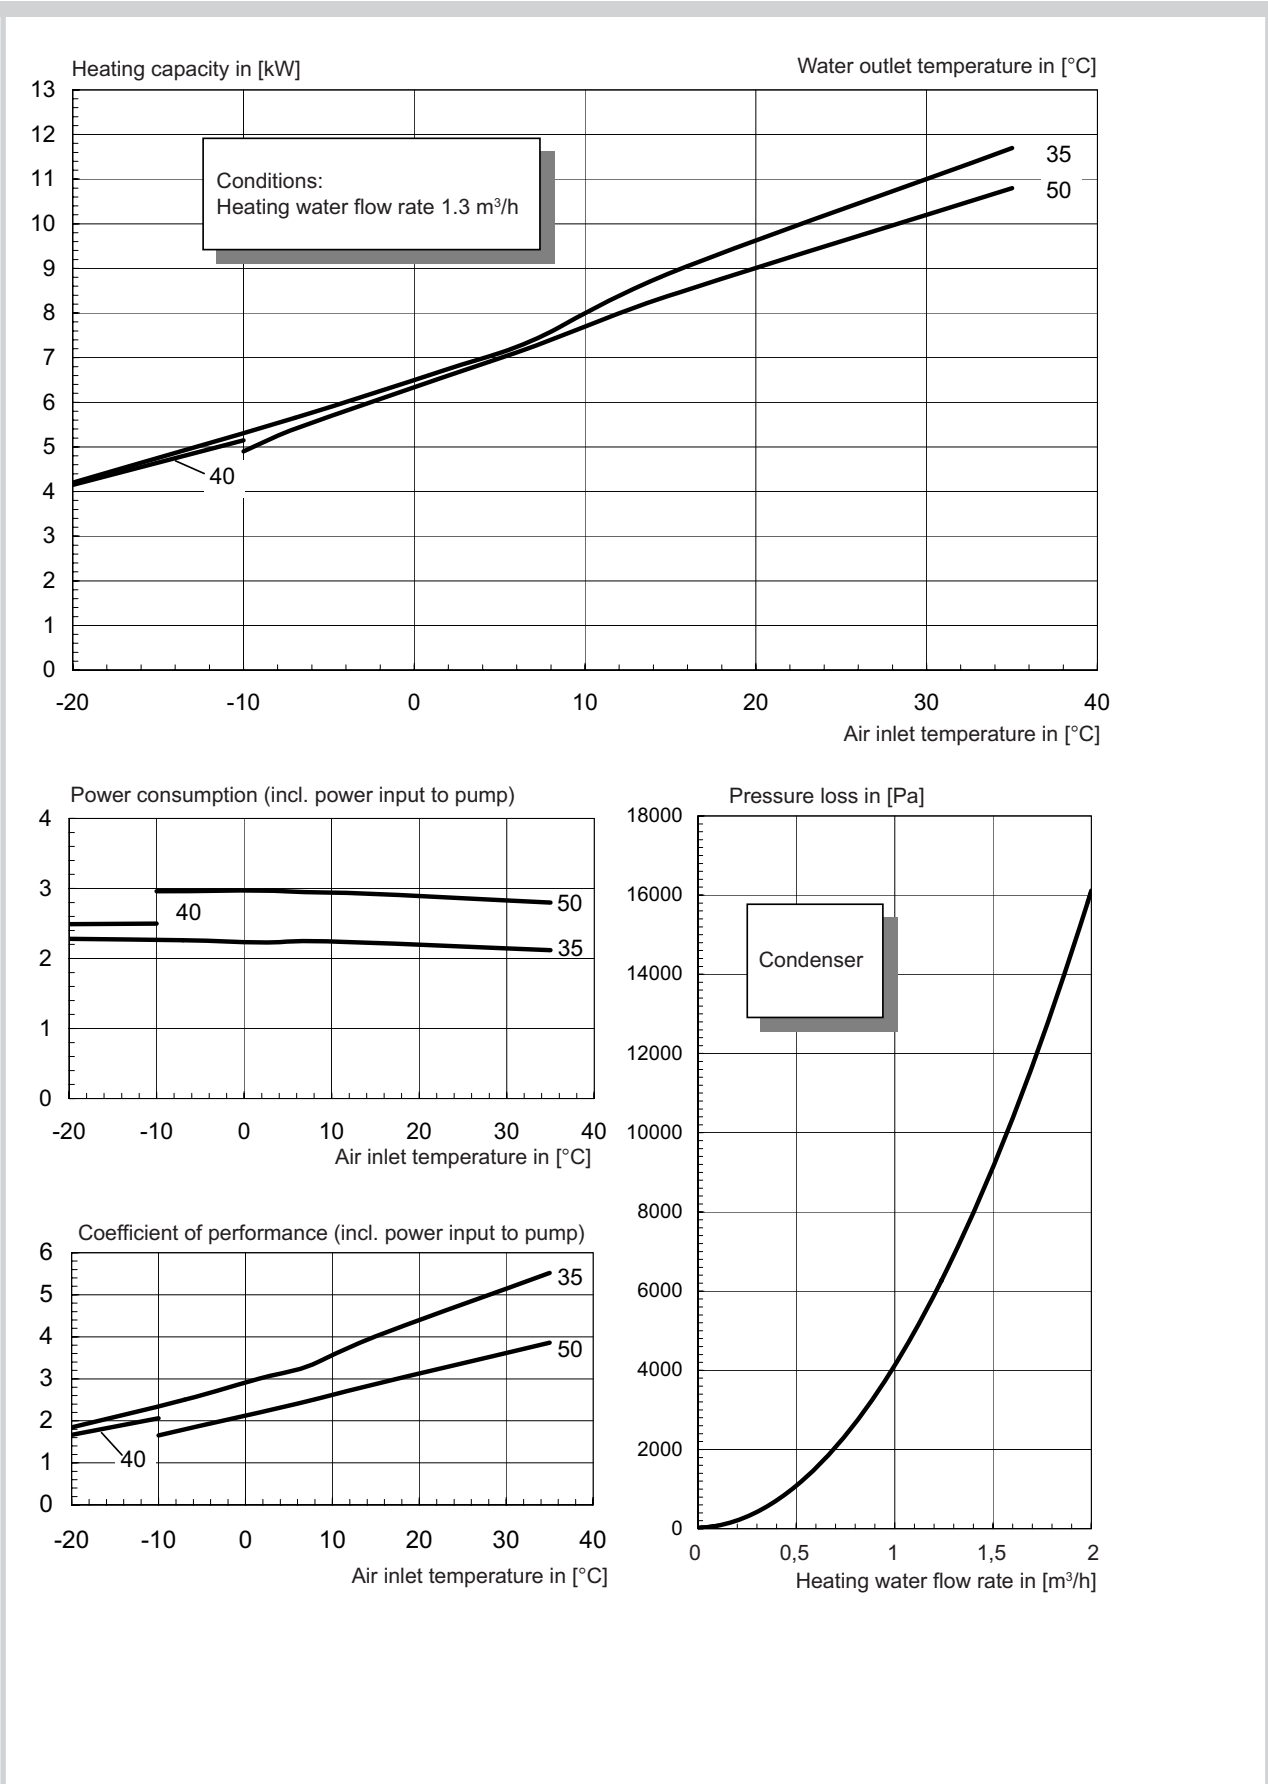 Heating capacity in [kW]
Water outlet temperature in [°C]
13
12
11
10
9
8
7
6
5
4
3
2
1
0
Conditions:
Heating water flow rate 1.3 m³/h
35
50
40
-20 -10 0 10 20 30 40
Air inlet temperature in [°C]
Power consumption (incl. power input to pump)
4
3
2
1
0
50
40
35
-20 -10 0 10 20 30 40
Air inlet temperature in [°C]
Coefficient of performance (incl. power input to pump)
6
5
4
3
2
1
0
35
50
40
-20 -10 0 10 20 30 40
Air inlet temperature in [°C]
Pressure loss in [Pa]
18000
16000
14000
12000
10000
8000
6000
4000
2000
0
Condenser
0 0,5 1 1,5 2
Heating water flow rate in [m³/h]